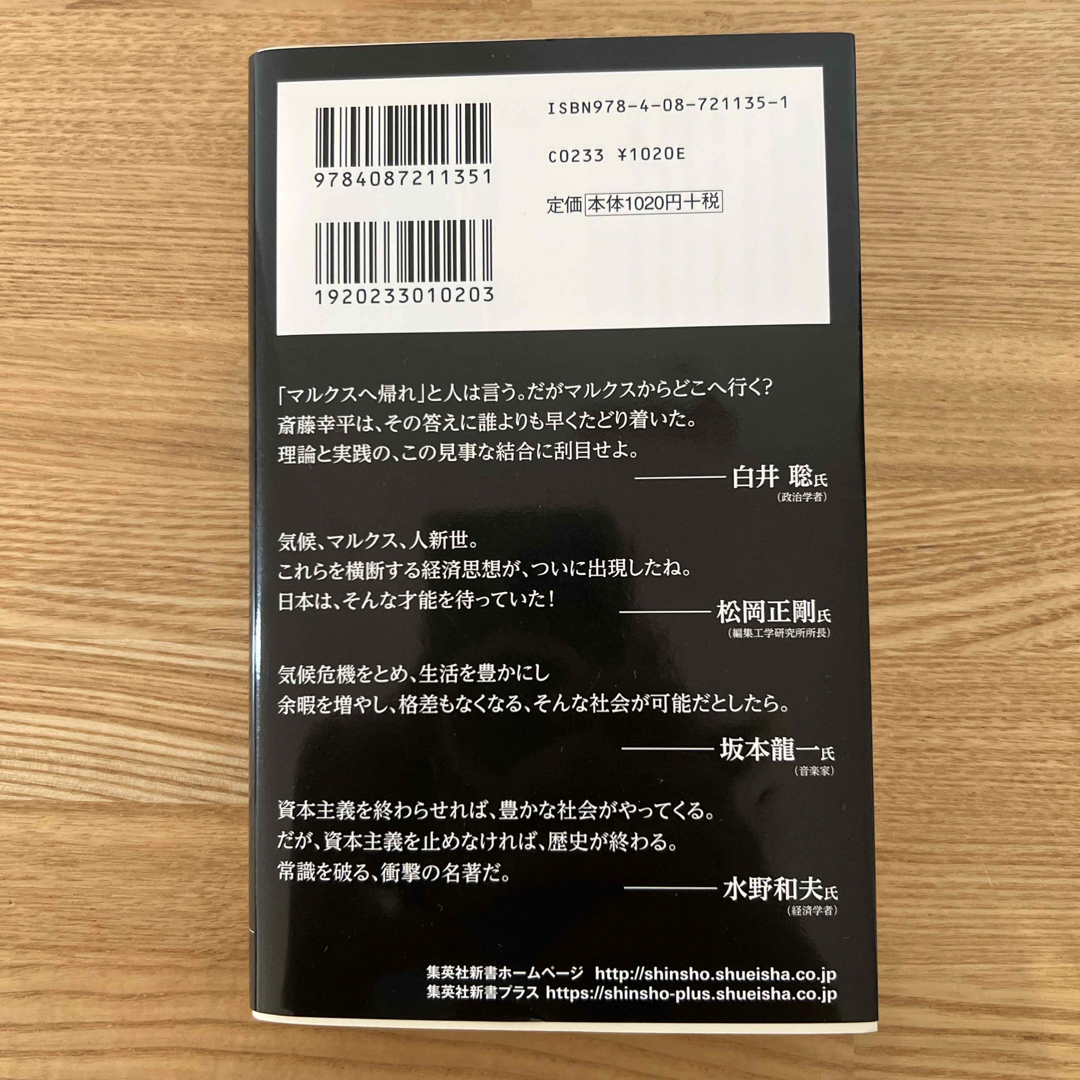 9784087211351
ISBN978-4-08-721135-1
C0233 ¥1020E
定価 本体1020円+税
1920233010203
「マルクスへ帰れ」と人は言う。だがマルクスからどこへ行く?
斎藤幸平は、その答えに誰よりも早くたどり着いた。
理論と実践の、この見事な結合に刮目せよ。
白井 聡氏
(政治学者)
気候、マルクス、人新世。
これらを横断する経済思想が、ついに出現したね。
日本は、そんな才能を待っていた!
松岡正剛氏
(編集工学研究所所長)
気候危機をとめ、生活を豊かにし
余暇を増やし、格差もなくなる、そんな社会が可能だとしたら。
坂本龍一氏
(音楽家)
資本主義を終わらせれば、豊かな社会がやってくる。
だが、資本主義を止めなければ、歴史が終わる。
常識を破る、衝撃の名著だ。
水野和夫氏
(経済学者)
集英社新書ホームページ http://shinsho.shueisha.co.jp
集英社新書プラス https://shinsho-plus.shueisha.co.jp